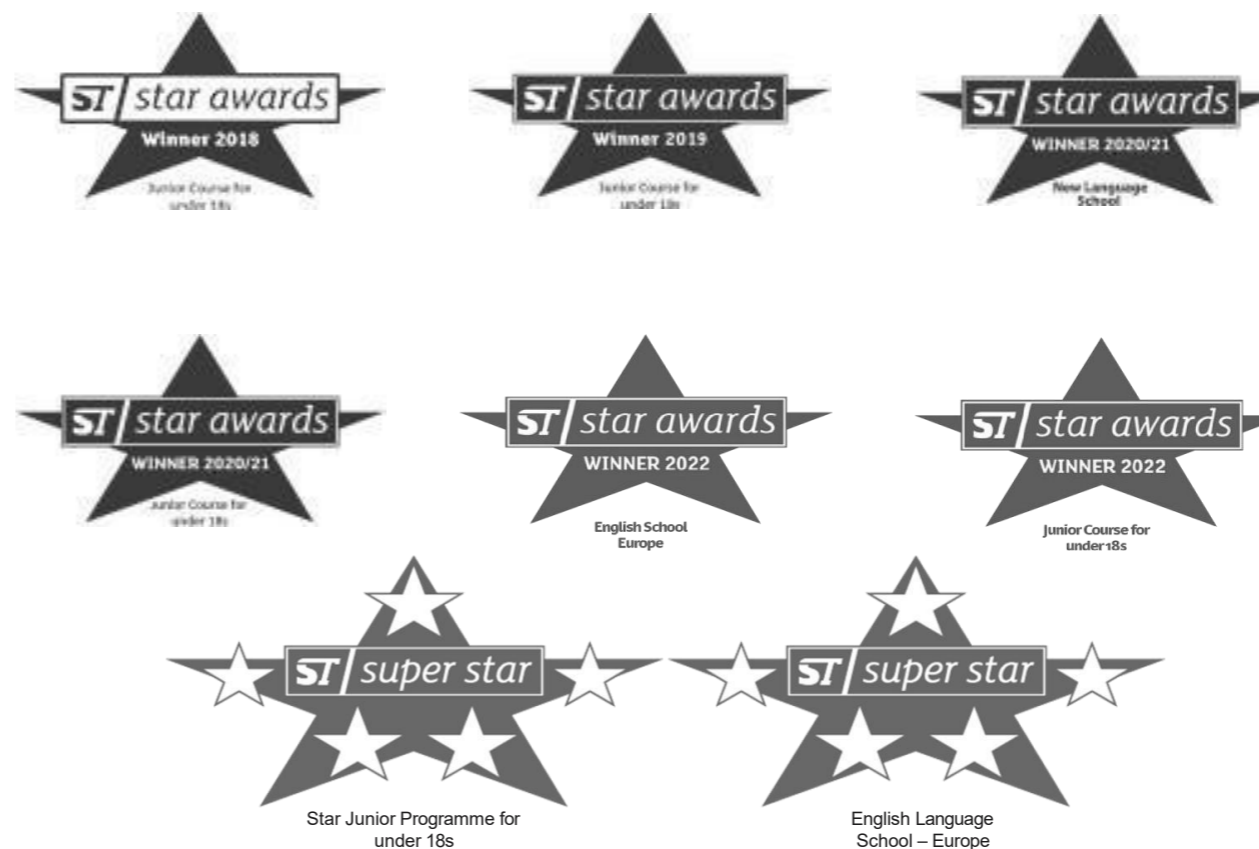 ST star awards
Winner 2018
Junior Course for
under 18s
ST star awards
Winner 2019
Junior Course for
under 18s
ST star awards
WINNER 2020/21
New Language
School
ST star awards
WINNER 2020/21
Junior Course for
under 18s
ST star awards
WINNER 2022
English School
Europe
ST star awards
WINNER 2022
Junior Course for
under 18s
ST super star
Star Junior Programme for
under 18s
ST super star
English Language
School – Europe